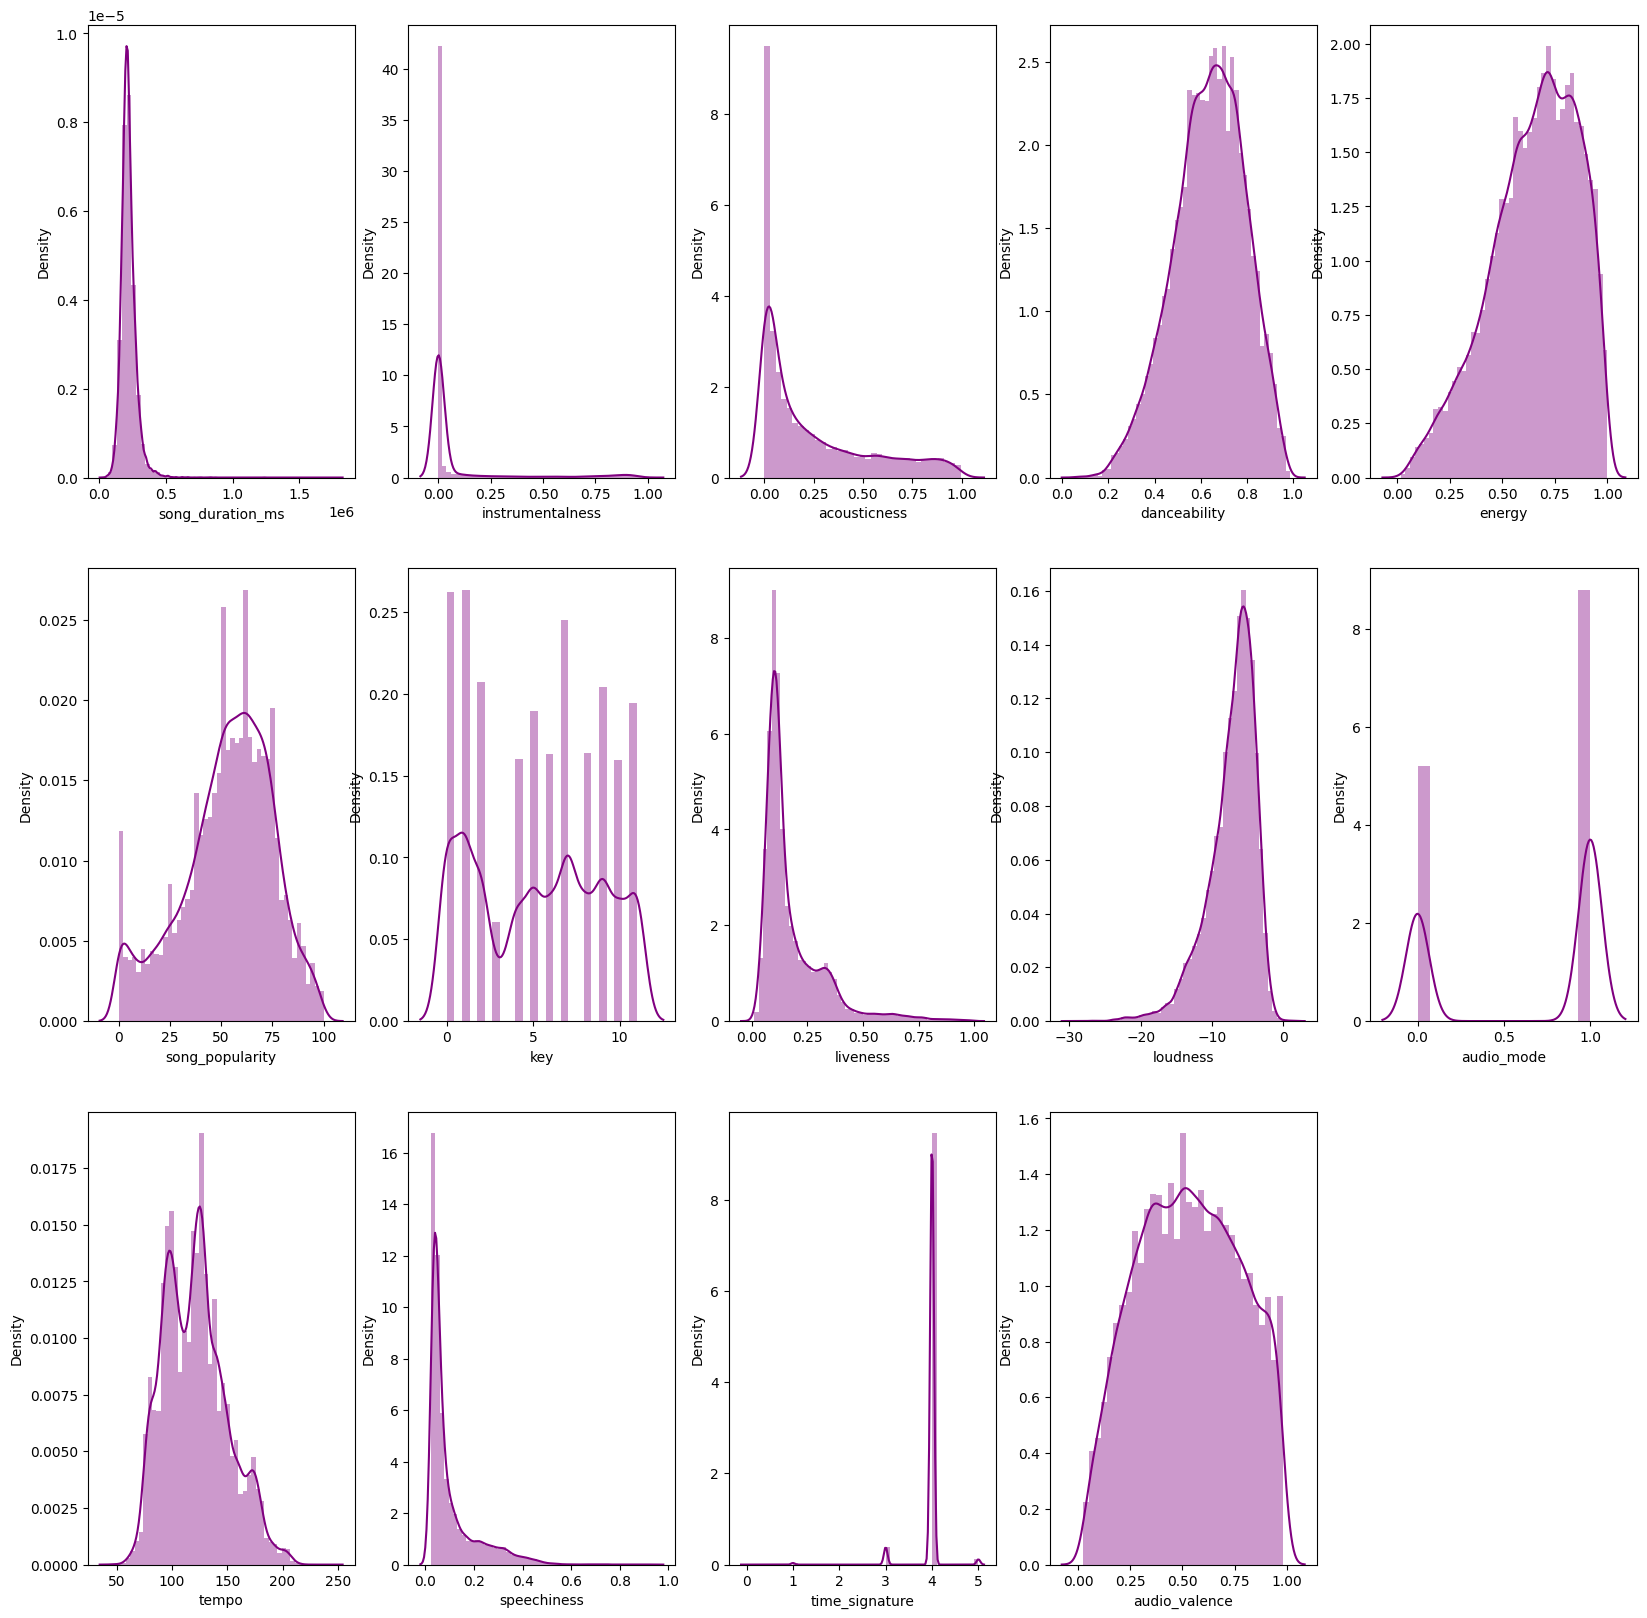 1e−5
1.0
0.8
0.6
0.4
0.2
0.0
Density
0.0 0.5 1.0 1.5
song_duration_ms 1e6
40
35
30
25
20
15
10
5
0
Density
0.00 0.25 0.50 0.75 1.00
instrumentalness
8
6
4
2
0
Density
0.00 0.25 0.50 0.75 1.00
acousticness
2.5
2.0
1.5
1.0
0.5
0.0
Density
0.0 0.2 0.4 0.6 0.8 1.0
danceability
2.00
1.75
1.50
1.25
1.00
0.75
0.50
0.25
0.00
Density
0.00 0.25 0.50 0.75 1.00
energy
0.025
0.020
0.015
0.010
0.005
0.000
Density
0 25 50 75 100
song_popularity
0.25
0.20
0.15
0.10
0.05
0.00
Density
0 5 10
key
8
6
4
2
0
Density
0.00 0.25 0.50 0.75 1.00
liveness
0.16
0.14
0.12
0.10
0.08
0.06
0.04
0.02
0.00
Density
−30 −20 −10 0
loudness
8
6
4
2
0
Density
0.0 0.5 1.0
audio_mode
0.0175
0.0150
0.0125
0.0100
0.0075
0.0050
0.0025
0.0000
Density
50 100 150 200 250
tempo
16
14
12
10
8
6
4
2
0
Density
0.0 0.2 0.4 0.6 0.8 1.0
speechiness
8
6
4
2
0
Density
0 1 2 3 4 5
time_signature
1.6
1.4
1.2
1.0
0.8
0.6
0.4
0.2
0.0
Density
0.00 0.25 0.50 0.75 1.00
audio_valence